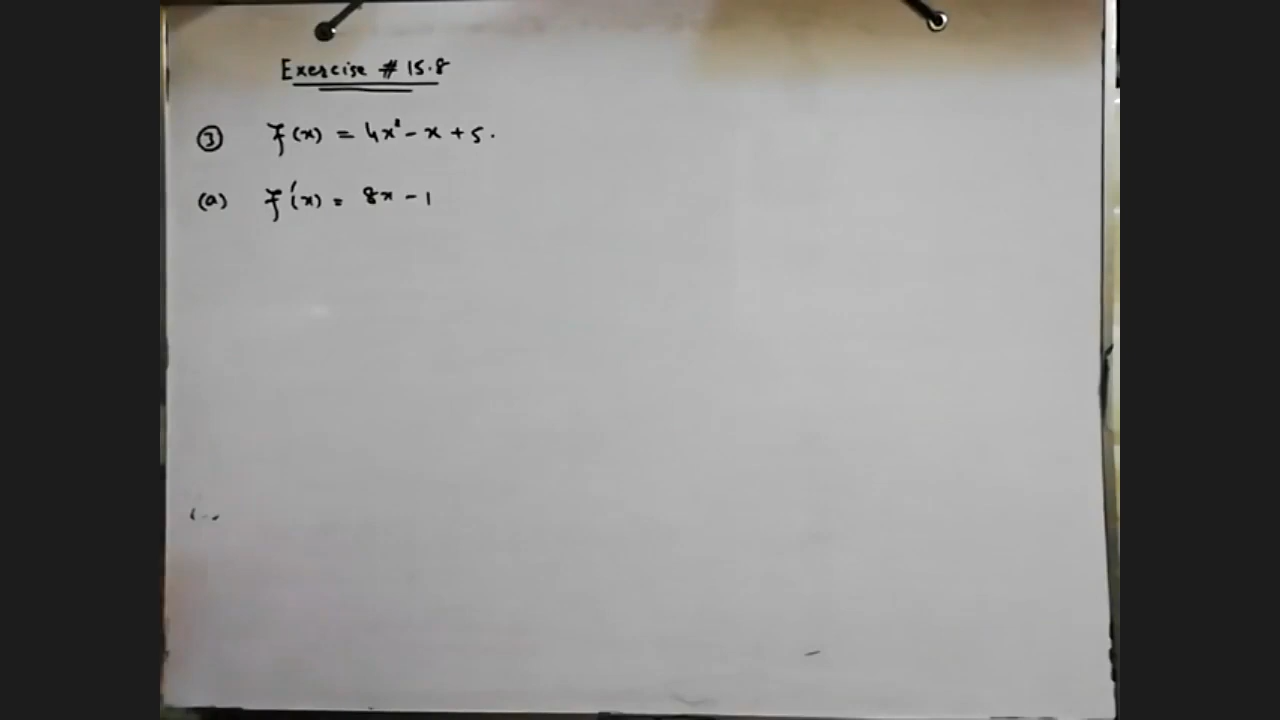 Exercise # 15.8
③ f(x) = 4x² - x + 5.
(a) f'(x) = 8x - 1